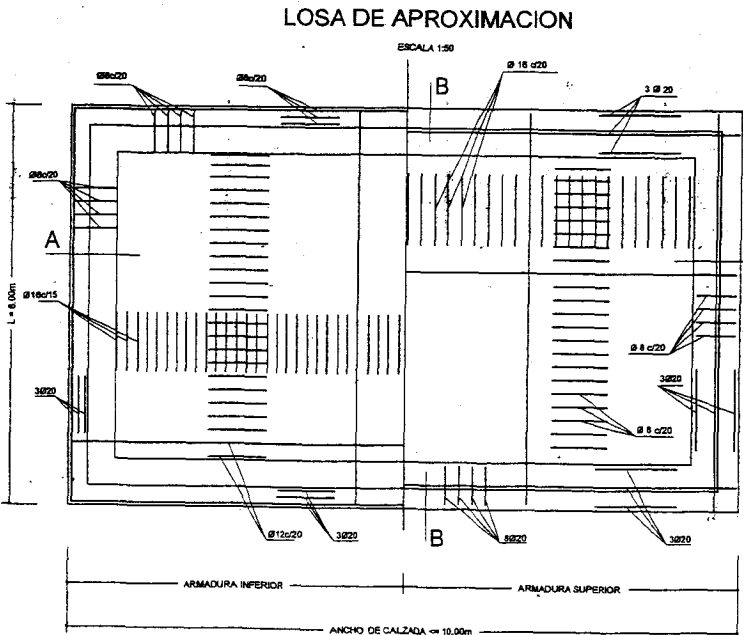 LOSA DE APROXIMACION
ESCALA 1:50
Ø8c/20
Ø8c/20
B
Ø 16 c/20
3 Ø 20
Ø8c/20
A
L = 6.00m
Ø16c/15
Ø 8 c/20
3Ø20
3Ø20
Ø 8 c/20
Ø12c/20
3Ø20
B
8Ø20
3Ø20
ARMADURA INFERIOR
ARMADURA SUPERIOR
ANCHO DE CALZADA <= 10.00m